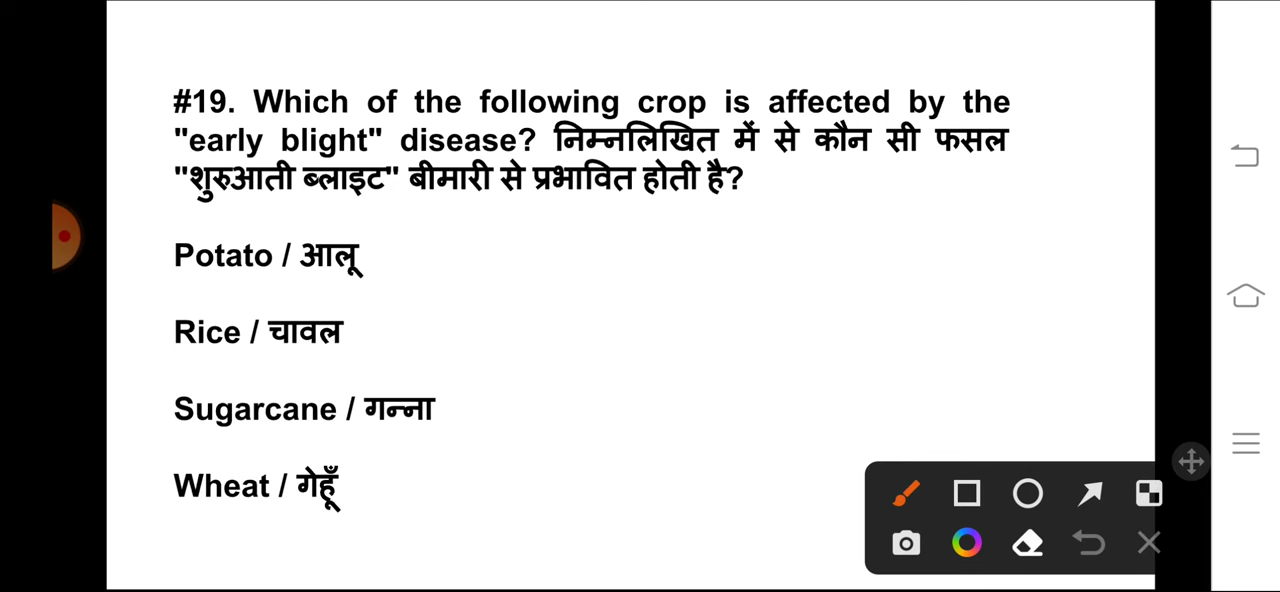 #19. Which of the following crop is affected by the
"early blight" disease? निम्नलिखित में से कौन सी फसल
"शुरुआती ब्लाइट" बीमारी से प्रभावित होती है?
Potato / आलू
Rice / चावल
Sugarcane / गन्ना
Wheat / गेहूँ